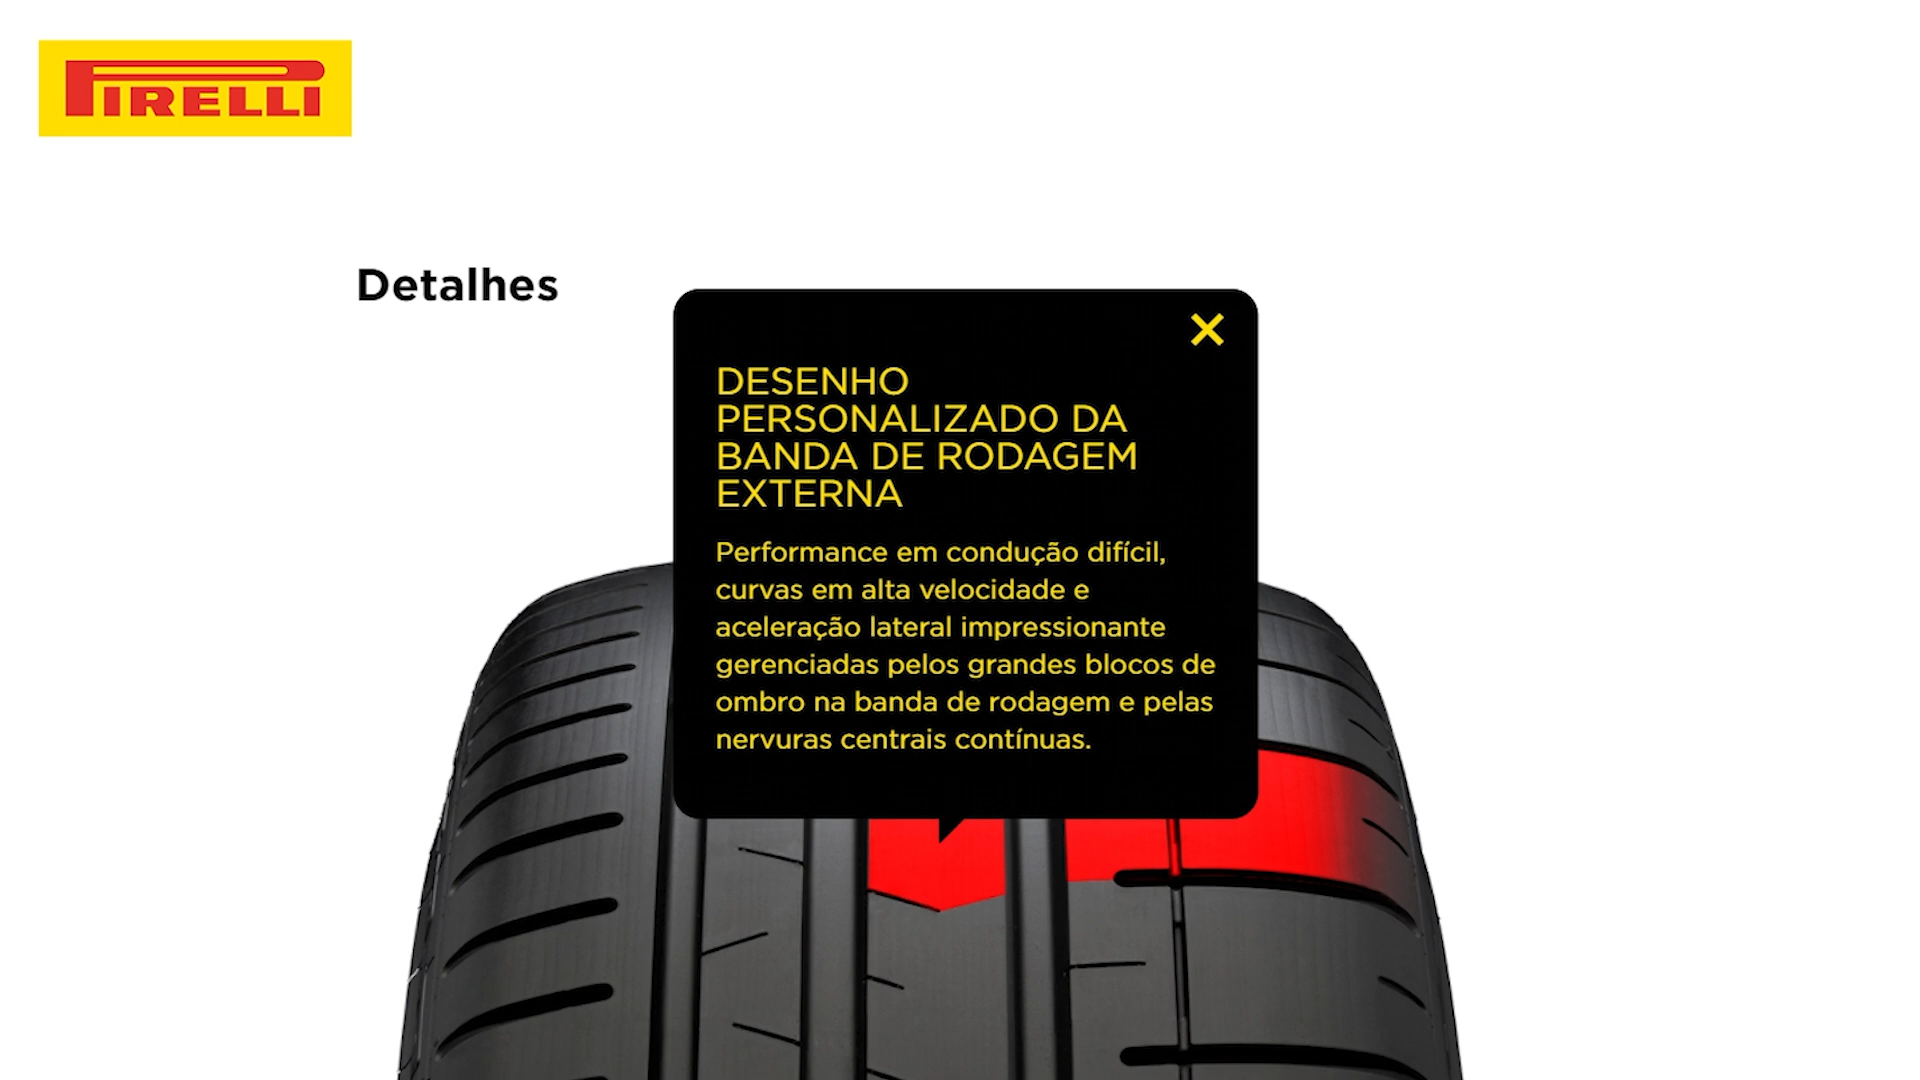 PIRELLI
Detalhes
DESENHO
PERSONALIZADO DA
BANDA DE RODAGEM
EXTERNA
Performance em condução difícil,
curvas em alta velocidade e
aceleração lateral impressionante
gerenciadas pelos grandes blocos de
ombro na banda de rodagem e pelas
nervuras centrais contínuas.